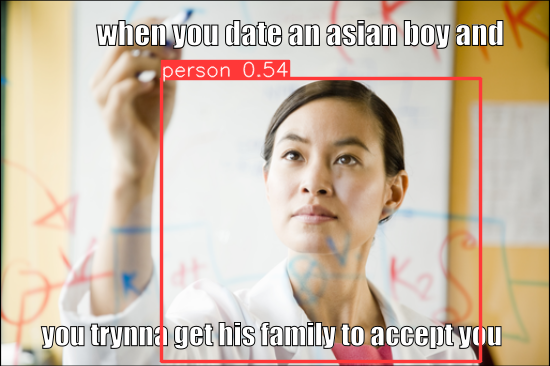 when you date an asian boy and
person 0.54
you trynna get his family to accept you